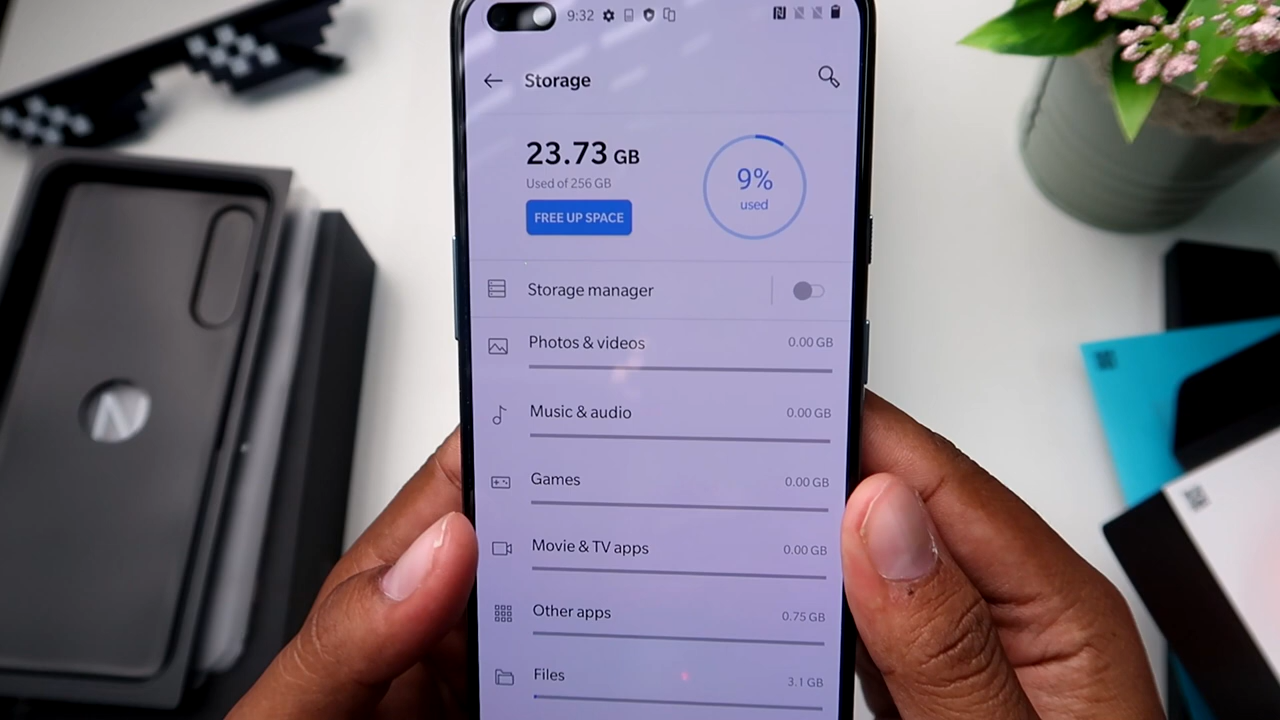 9:32
Storage
23.73 GB
Used of 256 GB
FREE UP SPACE
9%
used
Storage manager
Photos & videos 0.00 GB
Music & audio 0.00 GB
Games 0.00 GB
Movie & TV apps 0.00 GB
Other apps 0.75 GB
Files 3.1 GB